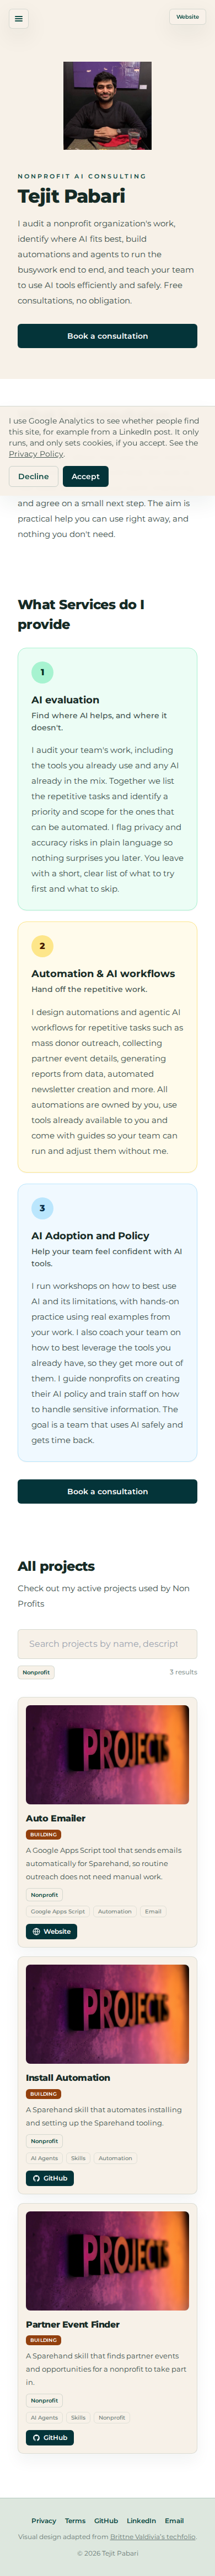 Website
NONPROFIT AI CONSULTING
Tejit Pabari
I audit a nonprofit organization's work,
identify where AI fits best, build
automations and agents to run the
busywork end to end, and teach your team
to use AI tools efficiently and safely. Free
consultations, no obligation.
Book a consultation
I use Google Analytics to see whether people find
this site, for example from a LinkedIn post. It only
runs, and only sets cookies, if you accept. See the
Privacy Policy.
Decline
Accept
and agree on a small next step. The aim is
practical help you can use right away, and
nothing you don't need.
What Services do I
provide
1
AI evaluation
Find where AI helps, and where it
doesn't.
I audit your team's work, including
the tools you already use and any AI
already in the mix. Together we list
the repetitive tasks and identify a
priority and scope for the ones that
can be automated. I flag privacy and
accuracy risks in plain language so
nothing surprises you later. You leave
with a short, clear list of what to try
first and what to skip.
2
Automation & AI workflows
Hand off the repetitive work.
I design automations and agentic AI
workflows for repetitive tasks such as
mass donor outreach, collecting
partner event details, generating
reports from data, automated
newsletter creation and more. All
automations are owned by you, use
tools already available to you and
come with guides so your team can
run and adjust them without me.
3
AI Adoption and Policy
Help your team feel confident with AI
tools.
I run workshops on how to best use
AI and its limitations, with hands-on
practice using real examples from
your work. I also coach your team on
how to best leverage the tools you
already have, so they get more out of
them. I guide nonprofits on creating
their AI policy and train staff on how
to handle sensitive information. The
goal is a team that uses AI safely and
gets time back.
Book a consultation
All projects
Check out my active projects used by Non
Profits
Search projects by name, descript
Nonprofit
3 results
PROJECTS
Auto Emailer
BUILDING
A Google Apps Script tool that sends emails
automatically for Sparehand, so routine
outreach does not need manual work.
Nonprofit
Google Apps Script Automation Email
Website
PROJECTS
Install Automation
BUILDING
A Sparehand skill that automates installing
and setting up the Sparehand tooling.
Nonprofit
AI Agents Skills Automation
GitHub
PROJECTS
Partner Event Finder
BUILDING
A Sparehand skill that finds partner events
and opportunities for a nonprofit to take part
in.
Nonprofit
AI Agents Skills Nonprofit
GitHub
Privacy Terms GitHub LinkedIn Email
Visual design adapted from Brittne Valdivia's techfolio.
© 2026 Tejit Pabari